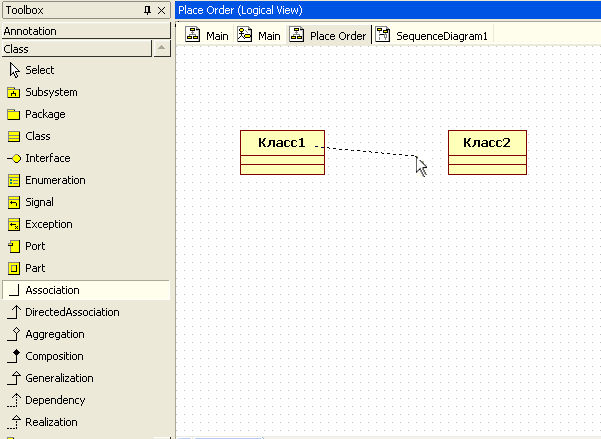 Toolbox
Annotation
Class
Select
Subsystem
Package
Class
Interface
Enumeration
Signal
Exception
Port
Part
Association
DirectedAssociation
Aggregation
Composition
Generalization
Dependency
Realization
Place Order (Logical View)
Main Main Place Order SequenceDiagram1
Класс1 Класс2